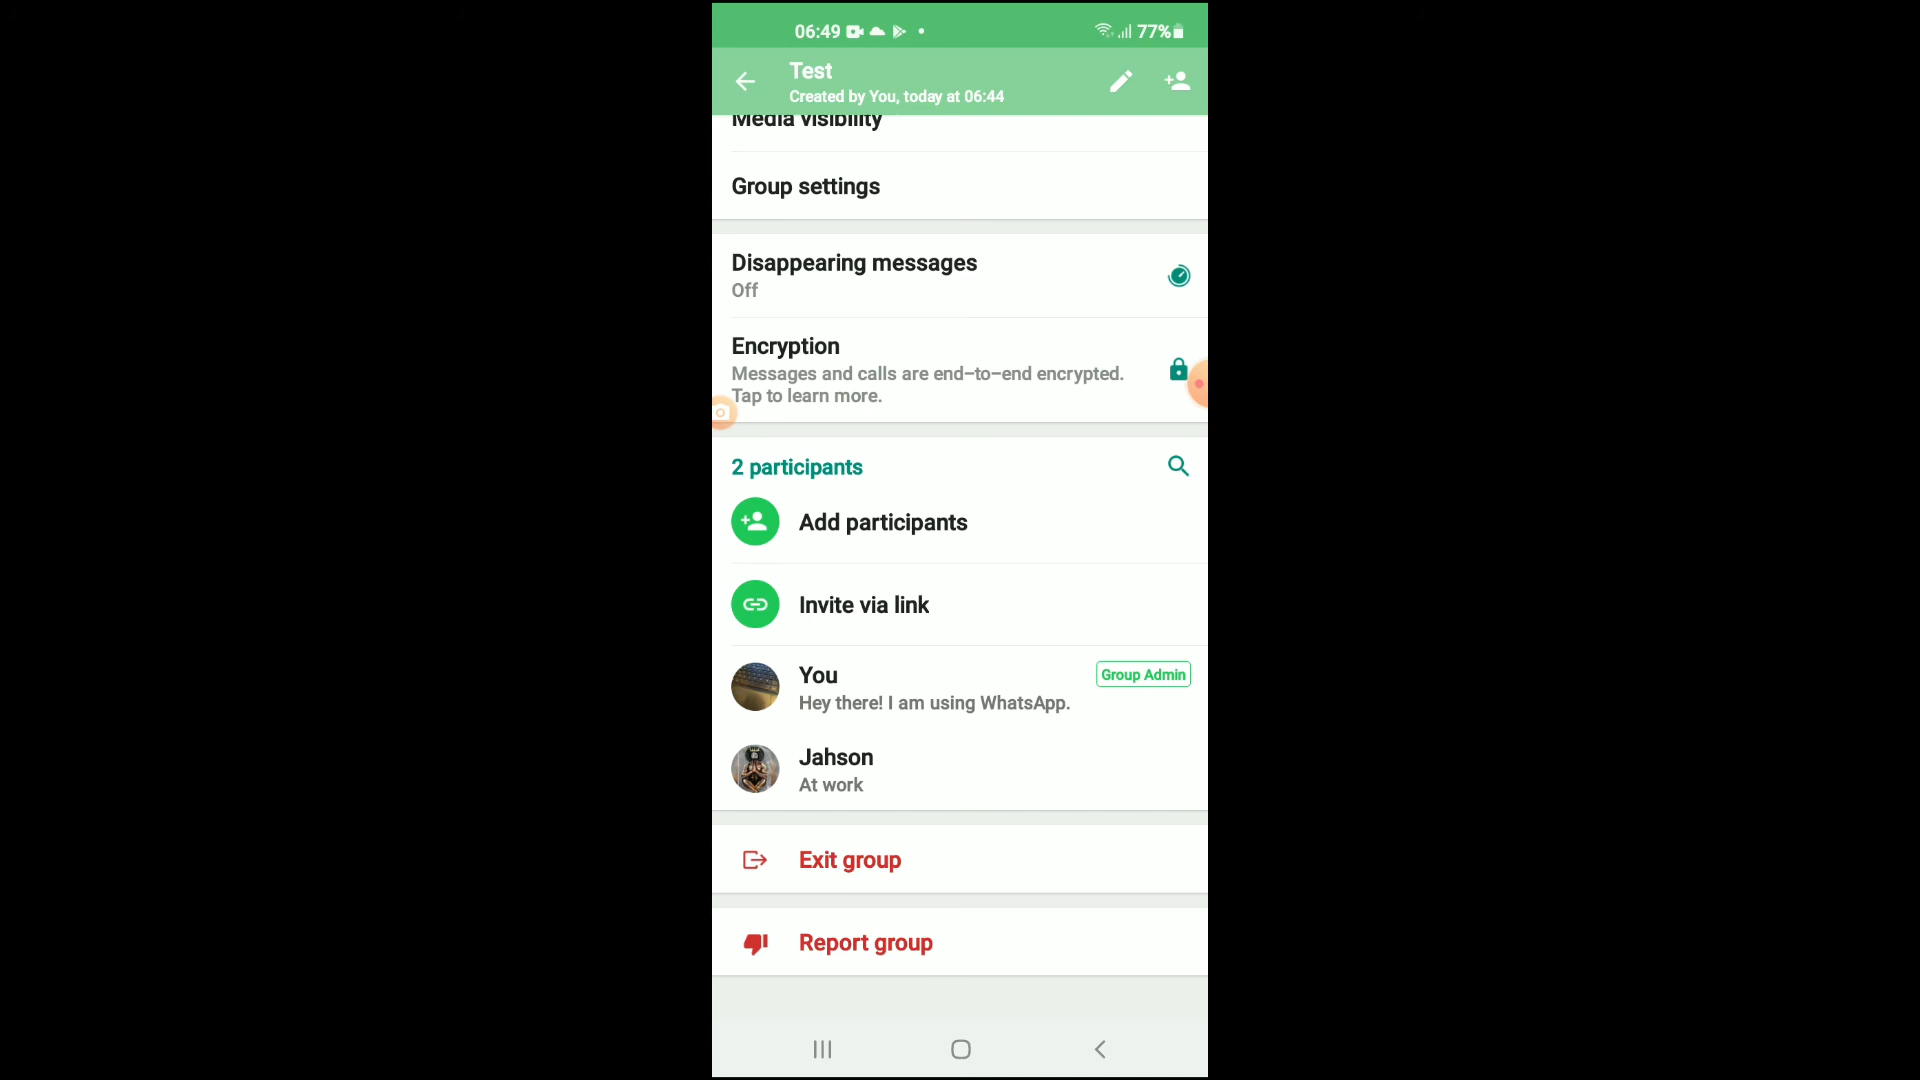 06:49
77%
Test
Created by You, today at 06:44
Media visibility
Group settings
Disappearing messages
Off
Encryption
Messages and calls are end-to-end encrypted.
Tap to learn more.
2 participants
Add participants
Invite via link
You
Group Admin
Hey there! I am using WhatsApp.
Jahson
At work
Exit group
Report group